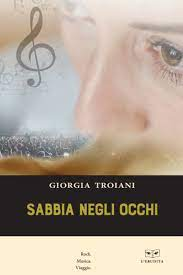 GIORGIA TROIANI
SABBIA NEGLI OCCHI
Rock.
Musica.
Viaggio.
L'ERUDITA